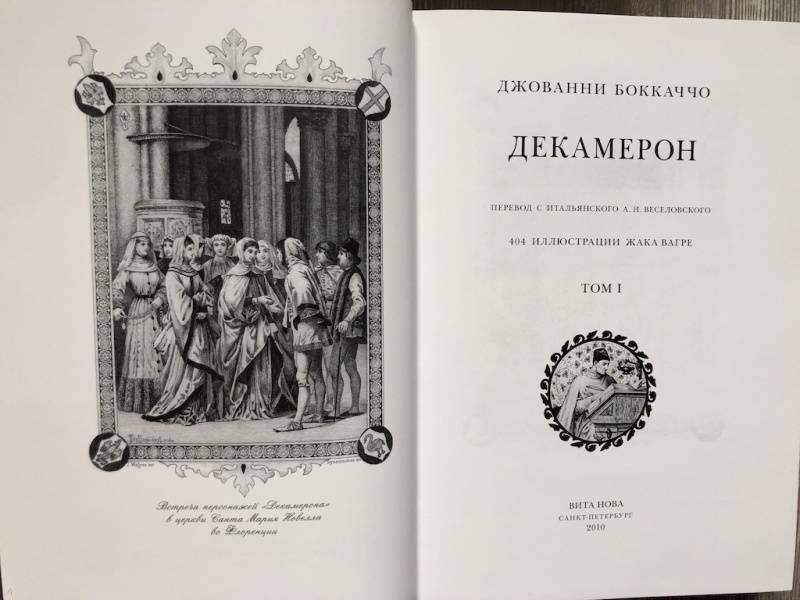 Встреча персонажей «Декамерона»
в церкви Санта Мария Новелла
во Флоренции
ДЖОВАННИ БОККАЧЧО
ДЕКАМЕРОН
ПЕРЕВОД С ИТАЛЬЯНСКОГО А. Н. ВЕСЕЛОВСКОГО
404 ИЛЛЮСТРАЦИИ ЖАКА ВАГРЕ
ТОМ I
ВИТА НОВА
САНКТ-ПЕТЕРБУРГ
2010